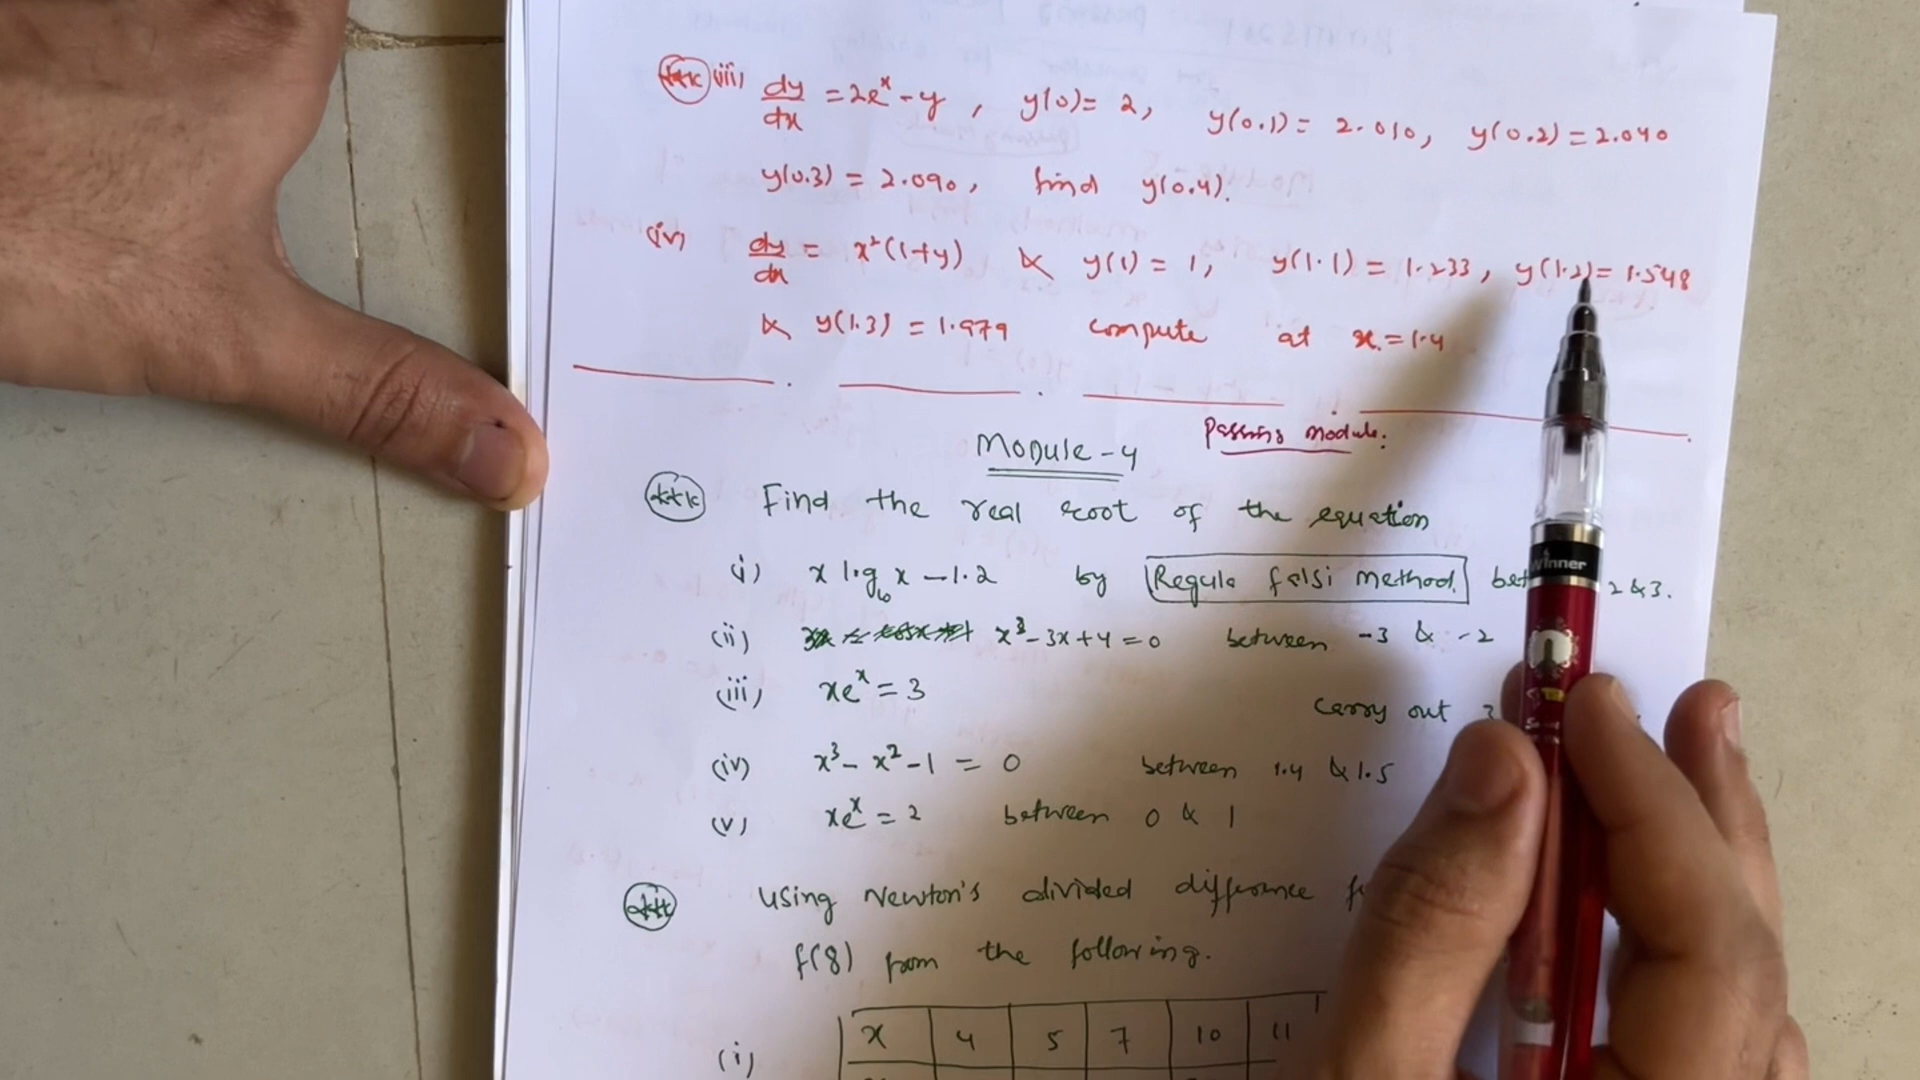 (iii) dy/dx = 2e^x - y , y(0) = 2, y(0.1) = 2.010, y(0.2) = 2.040
y(0.3) = 2.090, find y(0.4).
(iv) dy/dx = x²(1+y) & y(1) = 1, y(1.1) = 1.233, y(1.2) = 1.548
& y(1.3) = 1.979 compute at x = 1.4
Passing Module:
Module - 4
Find the real root of the equation
(i) x log x - 1.2 by Regula falsi method. bet 2 & 3.
(ii) x³ - 3x + 4 = 0 between -3 & -2
(iii) xe^x = 3 carry out 3
(iv) x³ - x² - 1 = 0 between 1.4 & 1.5
(v) xe^x = 2 between 0 & 1
Using Newton's divided difference f
f(8) from the following.
(i) x 4 5 7 10 11
Winner